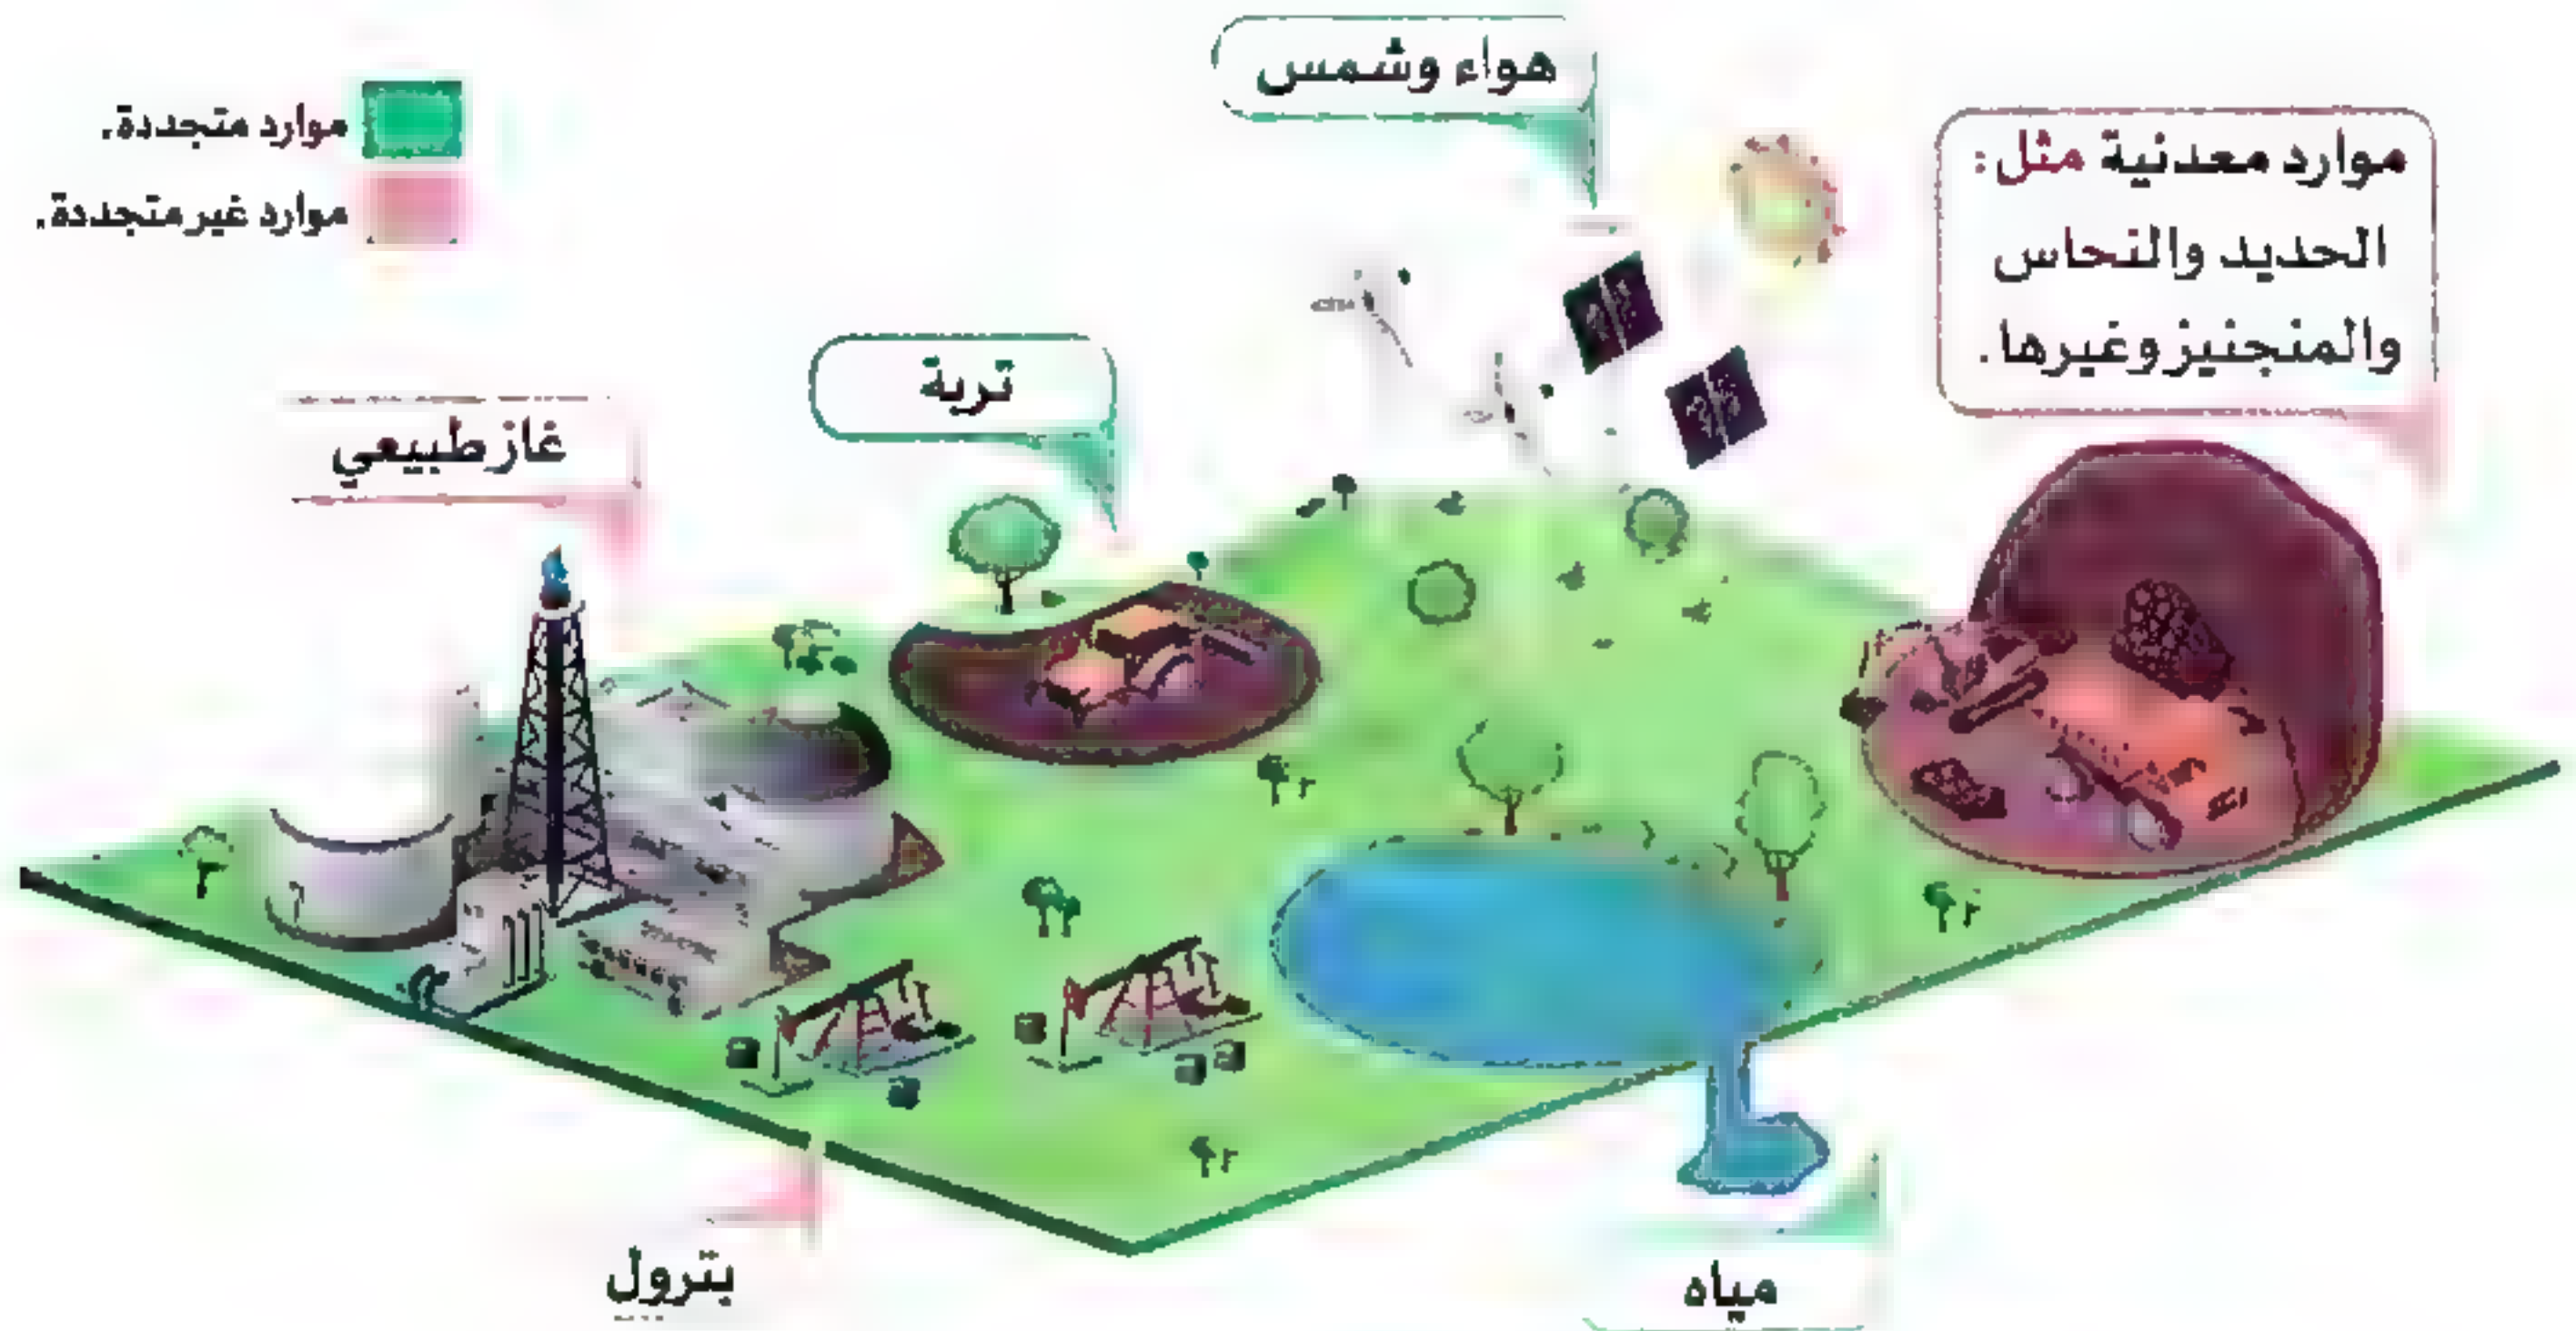 هواء وشمس
موارد معدنية مثل:
الحديد والنحاس
والمنجنيز وغيرها.
موارد متجددة.
موارد غير متجددة.
تربة
غاز طبيعي
بترول
مياه